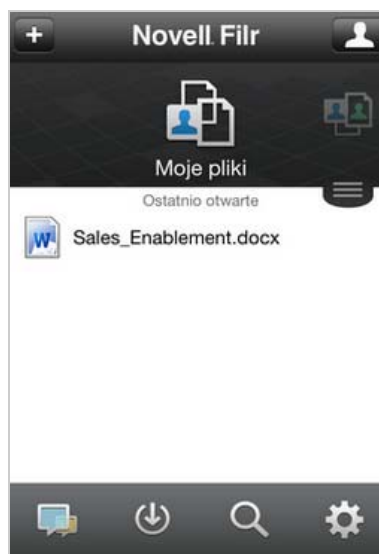 Novell Filr
Moje pliki
Ostatnio otwarte
W
Sales_Enablement.docx